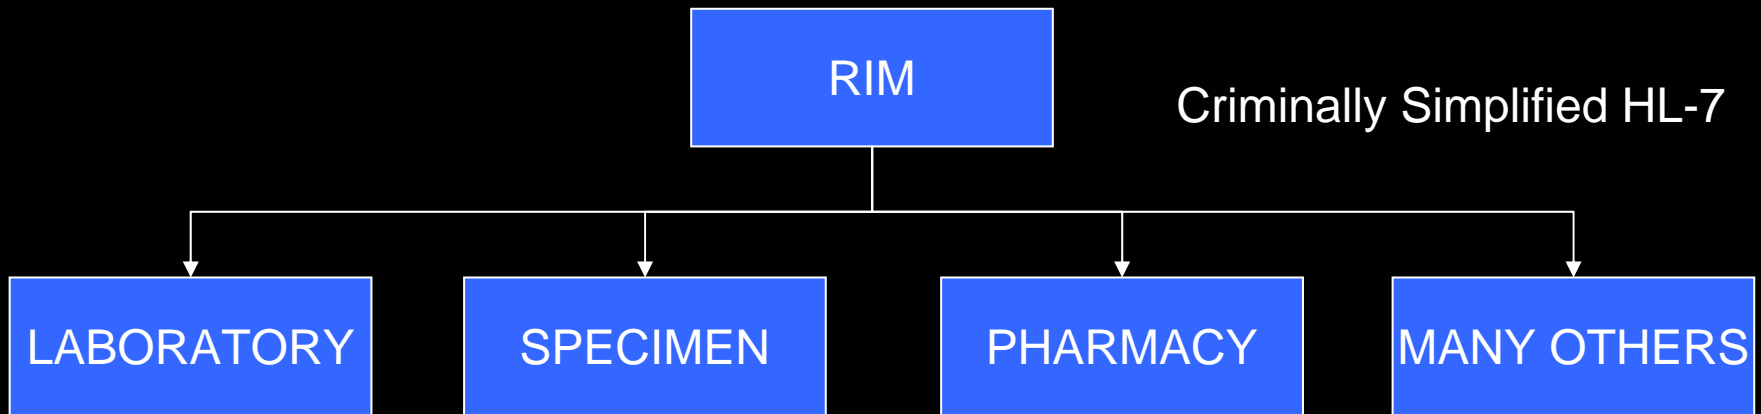 RIM
Criminally Simplified HL-7
LABORATORY
SPECIMEN
PHARMACY
MANY OTHERS